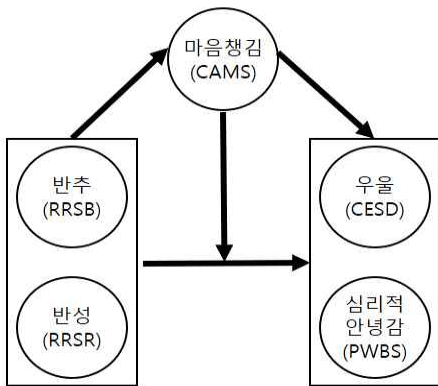 마음챙김
(CAMS)
반추
(RRSB)
우울
(CESD)
반성
(RRSR)
심리적
안녕감
(PWBS)